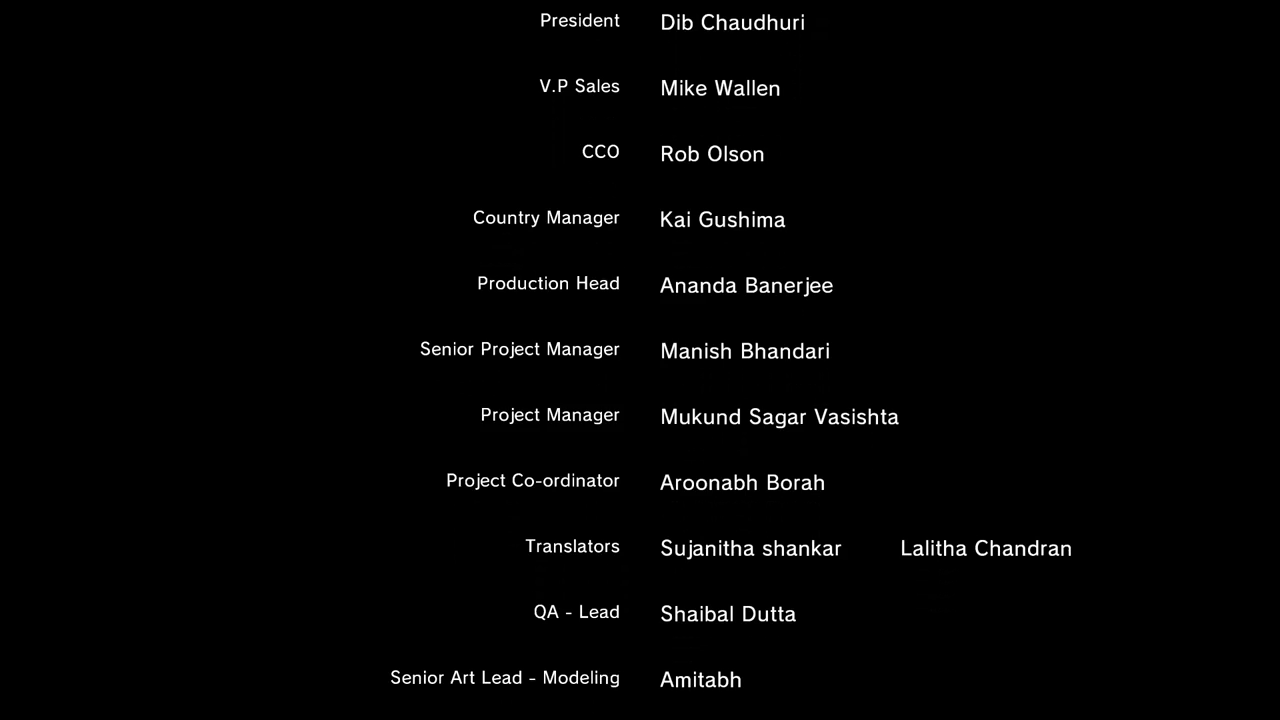 President Dib Chaudhuri
V.P Sales Mike Wallen
CCO Rob Olson
Country Manager Kai Gushima
Production Head Ananda Banerjee
Senior Project Manager Manish Bhandari
Project Manager Mukund Sagar Vasishta
Project Co-ordinator Aroonabh Borah
Translators Sujanitha shankar Lalitha Chandran
QA - Lead Shaibal Dutta
Senior Art Lead - Modeling Amitabh